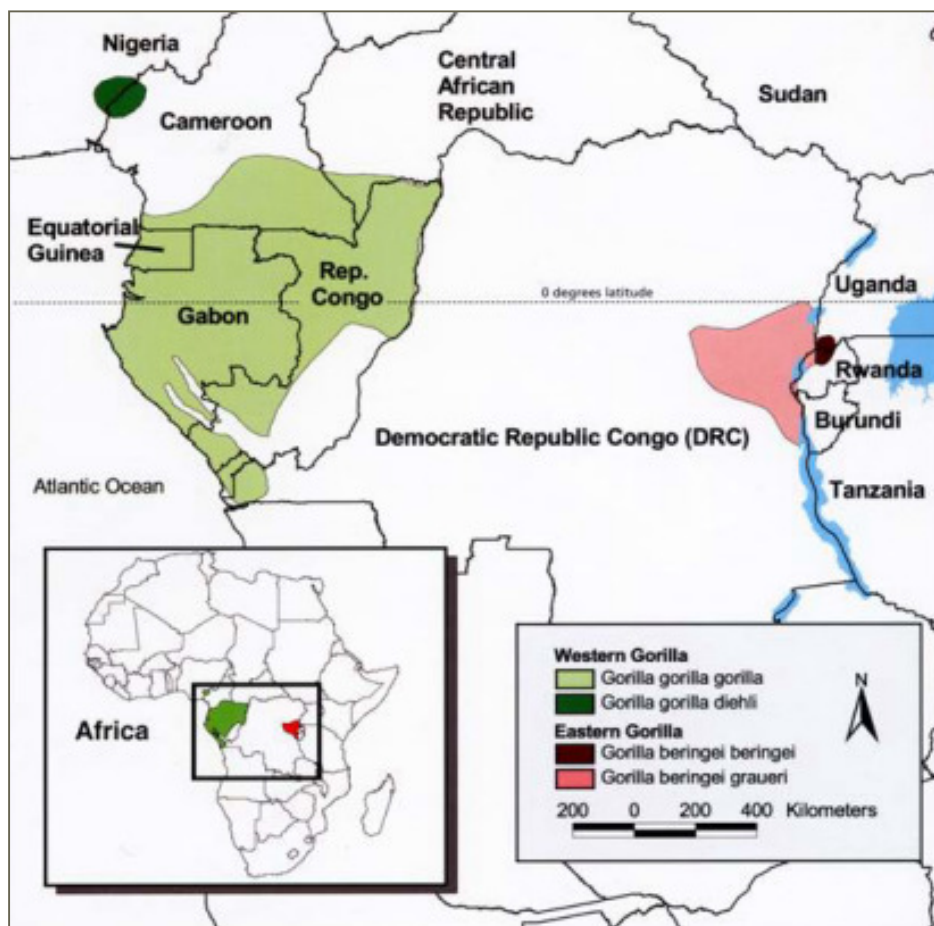 Nigeria
Central
African
Republic
Sudan
Cameroon
Equatorial
Guinea
Rep.
Congo
0 degrees latitude
Uganda
Gabon
Rwanda
Burundi
Democratic Republic Congo (DRC)
Atlantic Ocean
Tanzania
Africa
Western Gorilla
Gorilla gorilla gorilla
Gorilla gorilla diehli
Eastern Gorilla
Gorilla beringei beringei
Gorilla beringei graueri
N
200 0 200 400 Kilometers